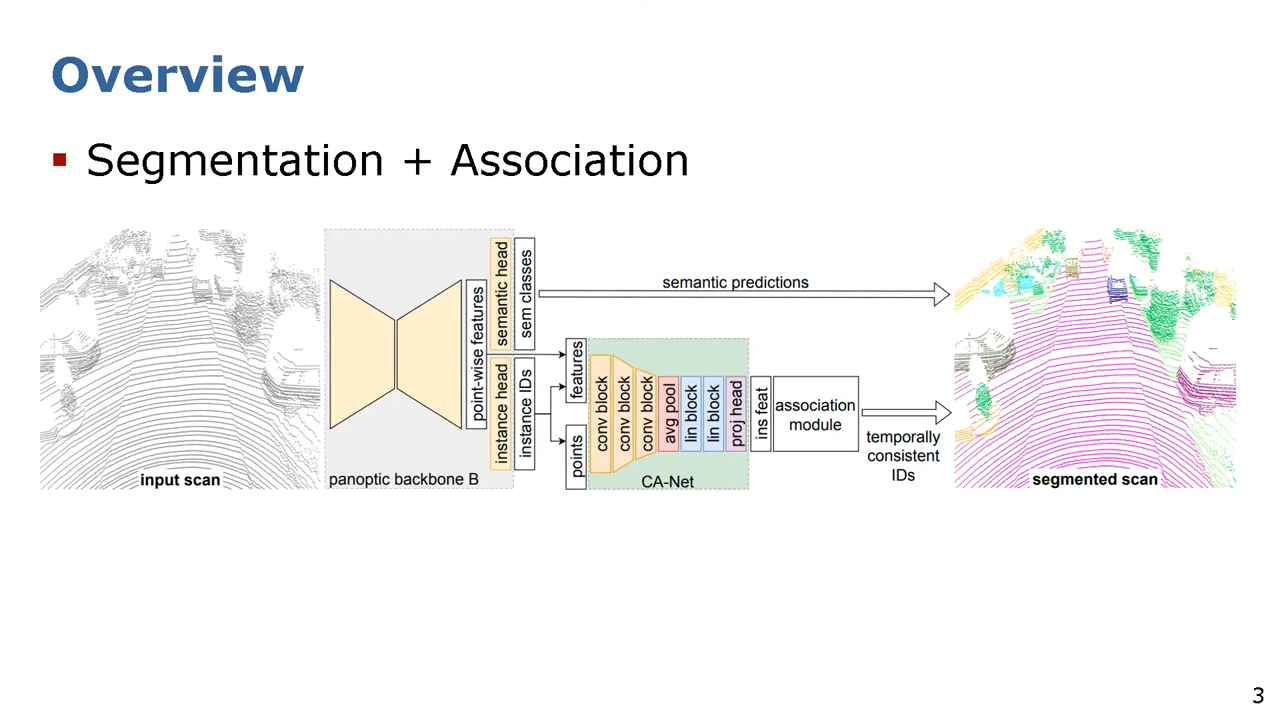 Overview
Segmentation + Association
input scan
panoptic backbone B
point-wise features
semantic head
sem classes
instance head
instance IDs
semantic predictions
features
points
conv block
conv block
conv block
avg pool
lin block
lin block
proj head
CA-Net
ins feat
association
module
temporally
consistent
IDs
segmented scan
3